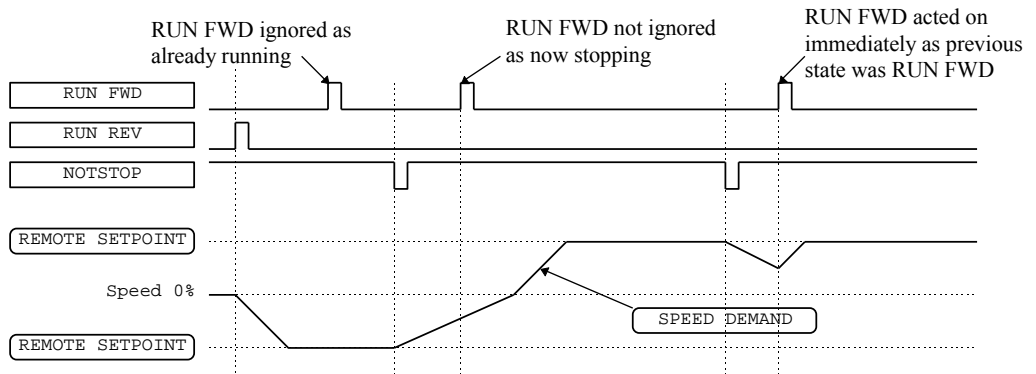 RUN FWD ignored as
already running
RUN FWD not ignored
as now stopping
RUN FWD acted on
immediately as previous
state was RUN FWD
RUN FWD
RUN REV
NOTSTOP
REMOTE SETPOINT
Speed 0%
SPEED DEMAND
REMOTE SETPOINT